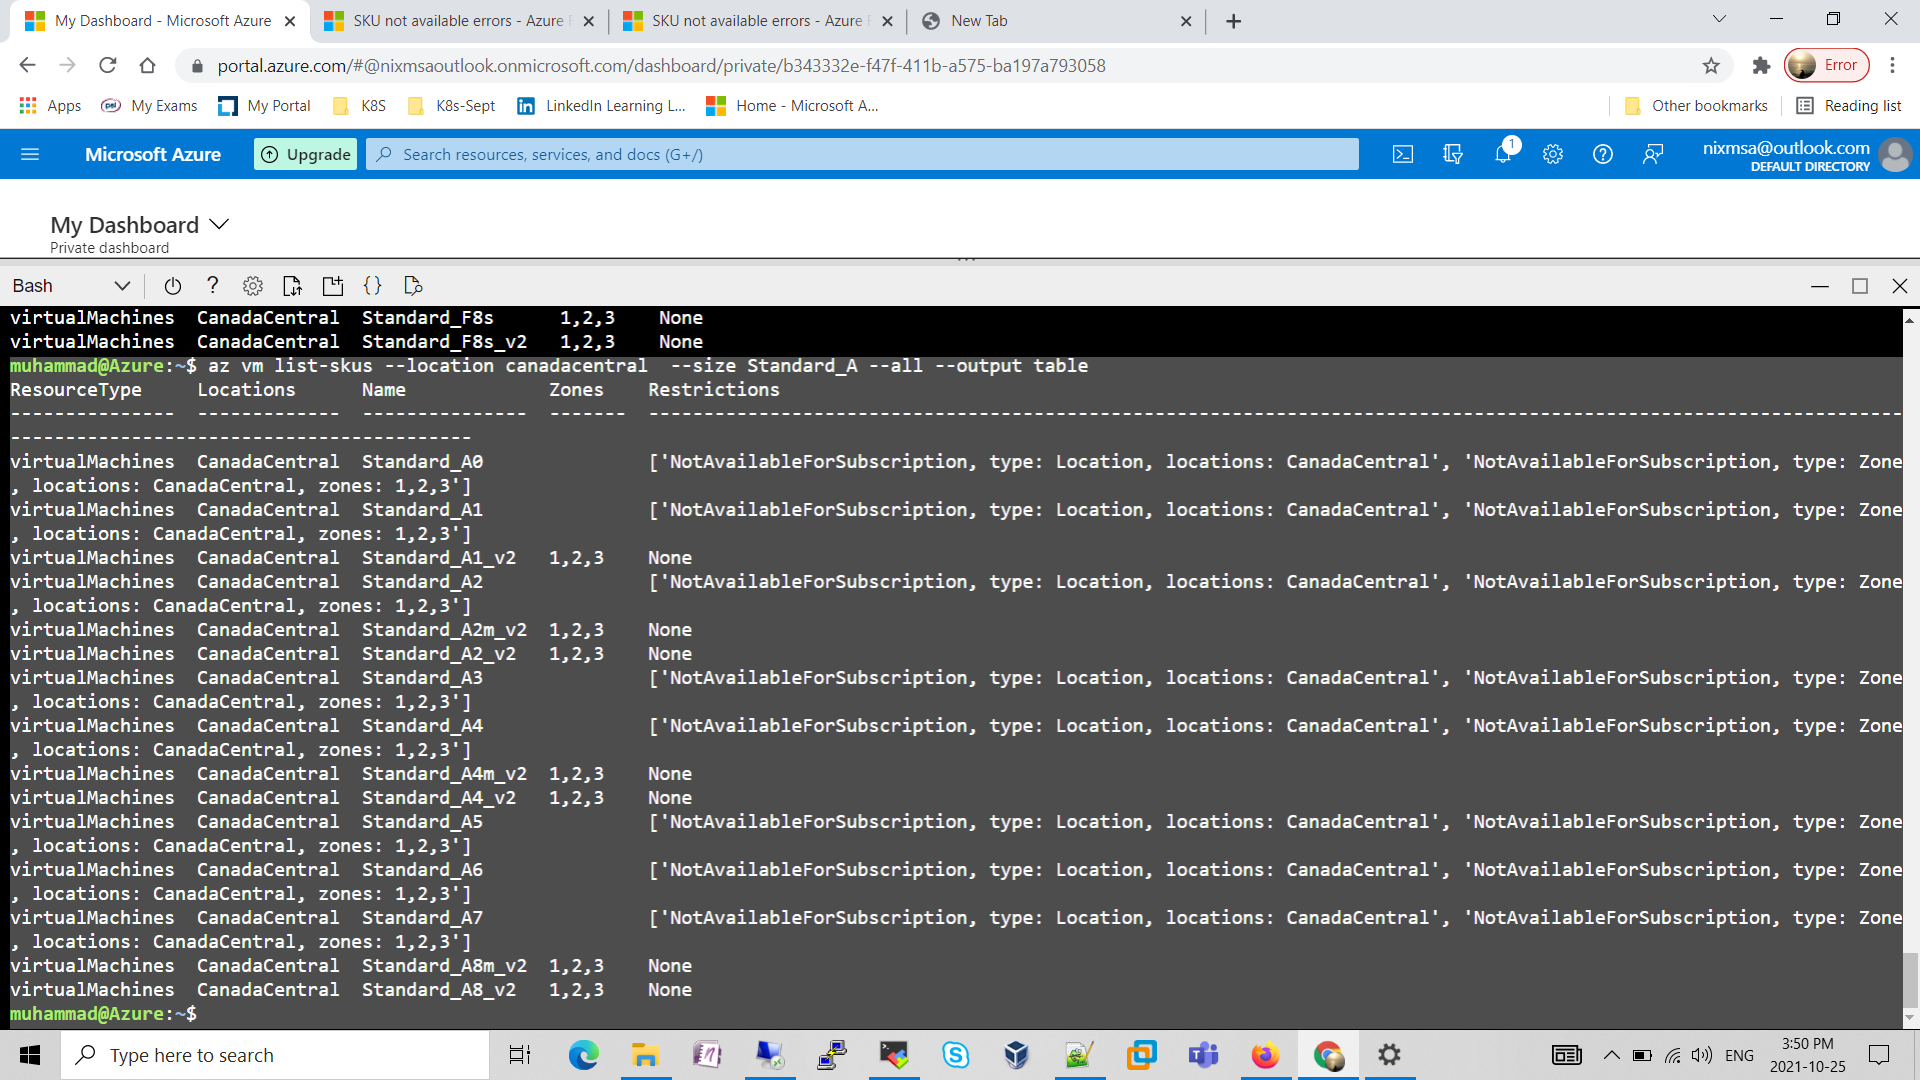 My Dashboard - Microsoft Azure
SKU not available errors - Azure
SKU not available errors - Azure
New Tab
portal.azure.com/#@nixmsaoutlook.onmicrosoft.com/dashboard/private/b343332e-f47f-411b-a575-ba197a793058
Error
Apps
psi
My Exams
My Portal
K8S
K8s-Sept
LinkedIn Learning L...
Home - Microsoft A...
Other bookmarks
Reading list
Microsoft Azure
Upgrade
Search resources, services, and docs (G+/)
1
nixmsa@outlook.com
DEFAULT DIRECTORY
My Dashboard
Private dashboard
Bash
virtualMachines CanadaCentral Standard_F8s 1,2,3 None
virtualMachines CanadaCentral Standard_F8s_v2 1,2,3 None
muhammad@Azure:~$ az vm list-skus --location canadacentral --size Standard_A --all --output table
ResourceType Locations Name Zones Restrictions
--------------- ------------- --------------- ------- ------------------------------------------------------------------------------------------------------------------
------------------------------------------
virtualMachines CanadaCentral Standard_A0 ['NotAvailableForSubscription, type: Location, locations: CanadaCentral', 'NotAvailableForSubscription, type: Zone
, locations: CanadaCentral, zones: 1,2,3']
virtualMachines CanadaCentral Standard_A1 ['NotAvailableForSubscription, type: Location, locations: CanadaCentral', 'NotAvailableForSubscription, type: Zone
, locations: CanadaCentral, zones: 1,2,3']
virtualMachines CanadaCentral Standard_A1_v2 1,2,3 None
virtualMachines CanadaCentral Standard_A2 ['NotAvailableForSubscription, type: Location, locations: CanadaCentral', 'NotAvailableForSubscription, type: Zone
, locations: CanadaCentral, zones: 1,2,3']
virtualMachines CanadaCentral Standard_A2m_v2 1,2,3 None
virtualMachines CanadaCentral Standard_A2_v2 1,2,3 None
virtualMachines CanadaCentral Standard_A3 ['NotAvailableForSubscription, type: Location, locations: CanadaCentral', 'NotAvailableForSubscription, type: Zone
, locations: CanadaCentral, zones: 1,2,3']
virtualMachines CanadaCentral Standard_A4 ['NotAvailableForSubscription, type: Location, locations: CanadaCentral', 'NotAvailableForSubscription, type: Zone
, locations: CanadaCentral, zones: 1,2,3']
virtualMachines CanadaCentral Standard_A4m_v2 1,2,3 None
virtualMachines CanadaCentral Standard_A4_v2 1,2,3 None
virtualMachines CanadaCentral Standard_A5 ['NotAvailableForSubscription, type: Location, locations: CanadaCentral', 'NotAvailableForSubscription, type: Zone
, locations: CanadaCentral, zones: 1,2,3']
virtualMachines CanadaCentral Standard_A6 ['NotAvailableForSubscription, type: Location, locations: CanadaCentral', 'NotAvailableForSubscription, type: Zone
, locations: CanadaCentral, zones: 1,2,3']
virtualMachines CanadaCentral Standard_A7 ['NotAvailableForSubscription, type: Location, locations: CanadaCentral', 'NotAvailableForSubscription, type: Zone
, locations: CanadaCentral, zones: 1,2,3']
virtualMachines CanadaCentral Standard_A8m_v2 1,2,3 None
virtualMachines CanadaCentral Standard_A8_v2 1,2,3 None
muhammad@Azure:~$
Type here to search
ENG
3:50 PM
2021-10-25